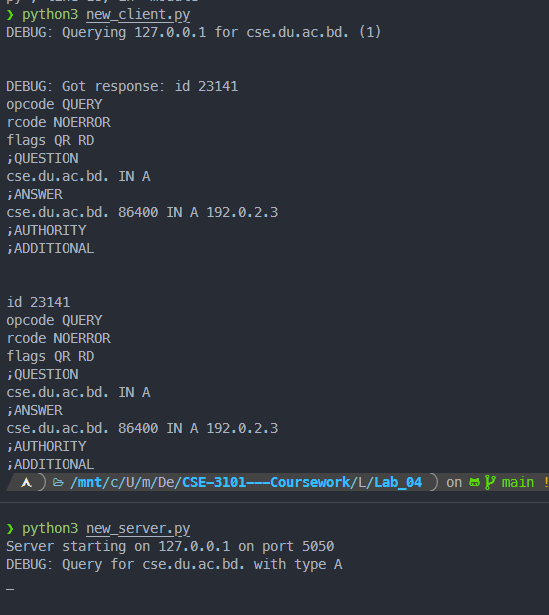 ❯ python3 new_client.py
DEBUG: Querying 127.0.0.1 for cse.du.ac.bd. (1)
DEBUG: Got response: id 23141
opcode QUERY
rcode NOERROR
flags QR RD
;QUESTION
cse.du.ac.bd. IN A
;ANSWER
cse.du.ac.bd. 86400 IN A 192.0.2.3
;AUTHORITY
;ADDITIONAL
id 23141
opcode QUERY
rcode NOERROR
flags QR RD
;QUESTION
cse.du.ac.bd. IN A
;ANSWER
cse.du.ac.bd. 86400 IN A 192.0.2.3
;AUTHORITY
;ADDITIONAL
/mnt/c/U/m/De/CSE-3101---Coursework/L/Lab_04 on main !
❯ python3 new_server.py
Server starting on 127.0.0.1 on port 5050
DEBUG: Query for cse.du.ac.bd. with type A
_